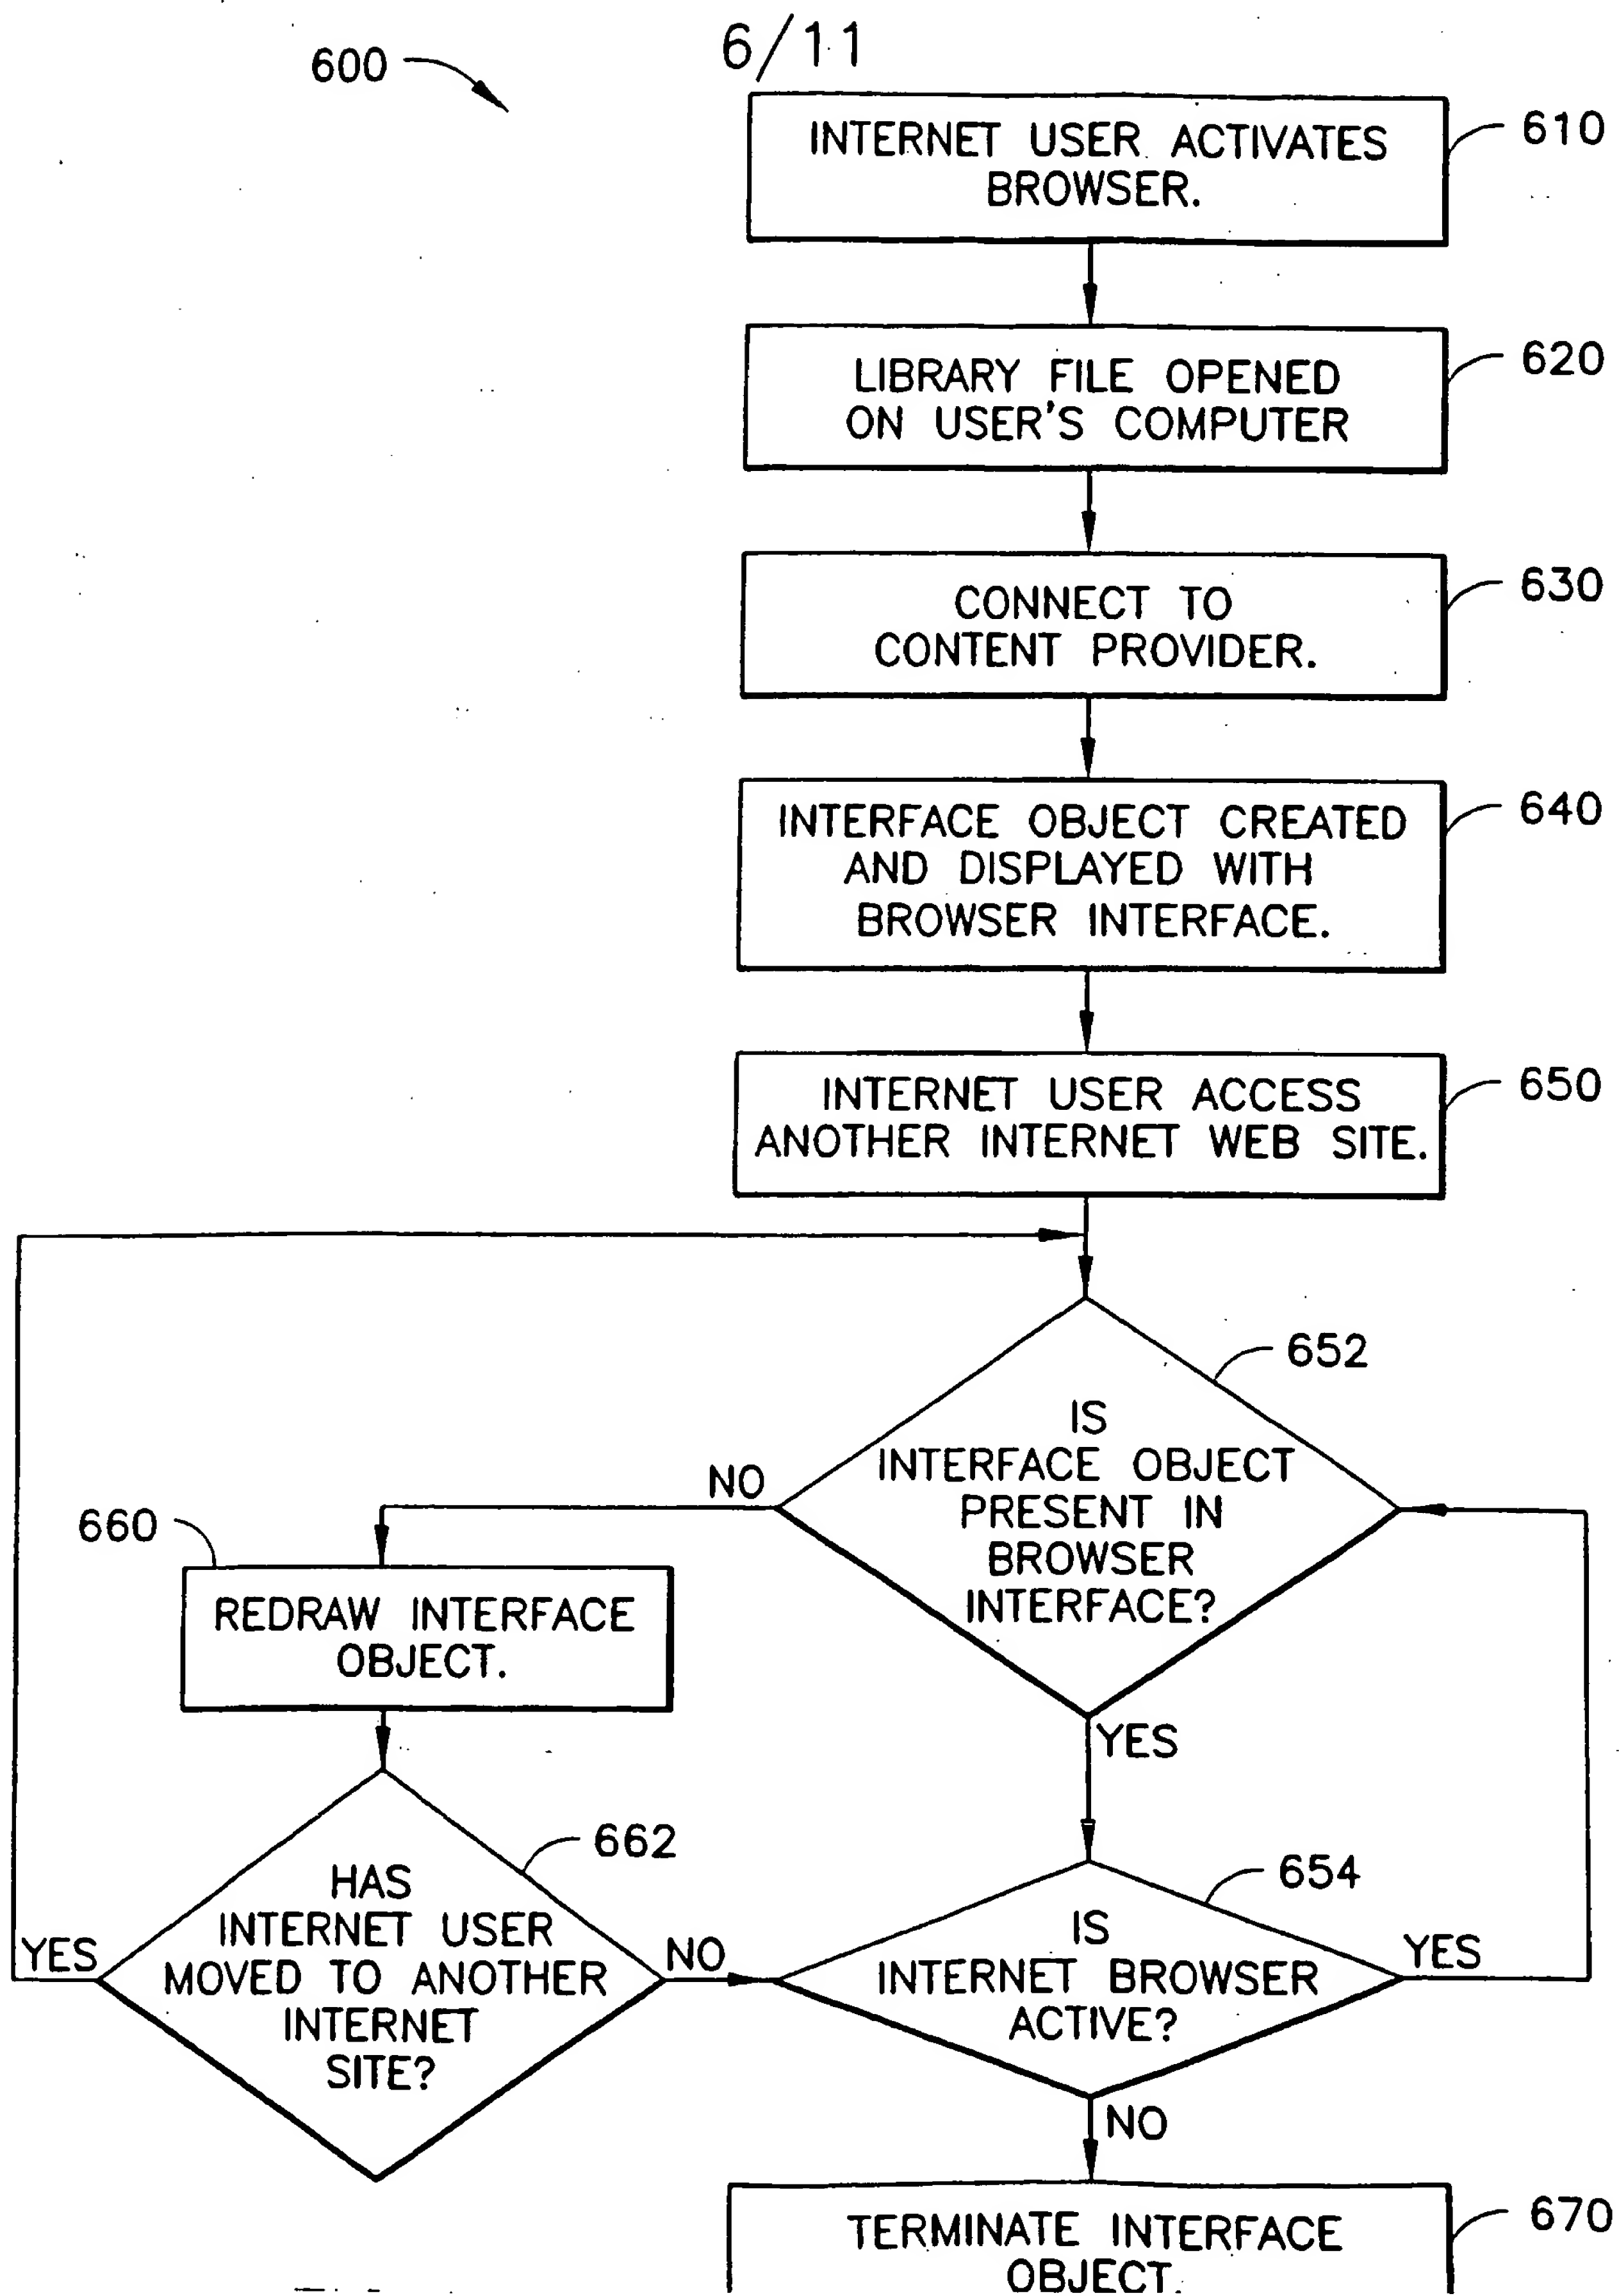 6/11
600
INTERNET USER ACTIVATES
BROWSER.
610
LIBRARY FILE OPENED
ON USER'S COMPUTER
620
CONNECT TO
CONTENT PROVIDER.
630
INTERFACE OBJECT CREATED
AND DISPLAYED WITH
BROWSER INTERFACE.
640
INTERNET USER ACCESS
ANOTHER INTERNET WEB SITE.
650
652
IS
INTERFACE OBJECT
PRESENT IN
BROWSER
INTERFACE?
NO
660
REDRAW INTERFACE
OBJECT.
YES
662
HAS
INTERNET USER
MOVED TO ANOTHER
INTERNET
SITE?
YES
NO
654
IS
INTERNET BROWSER
ACTIVE?
YES
NO
TERMINATE INTERFACE
OBJECT.
670